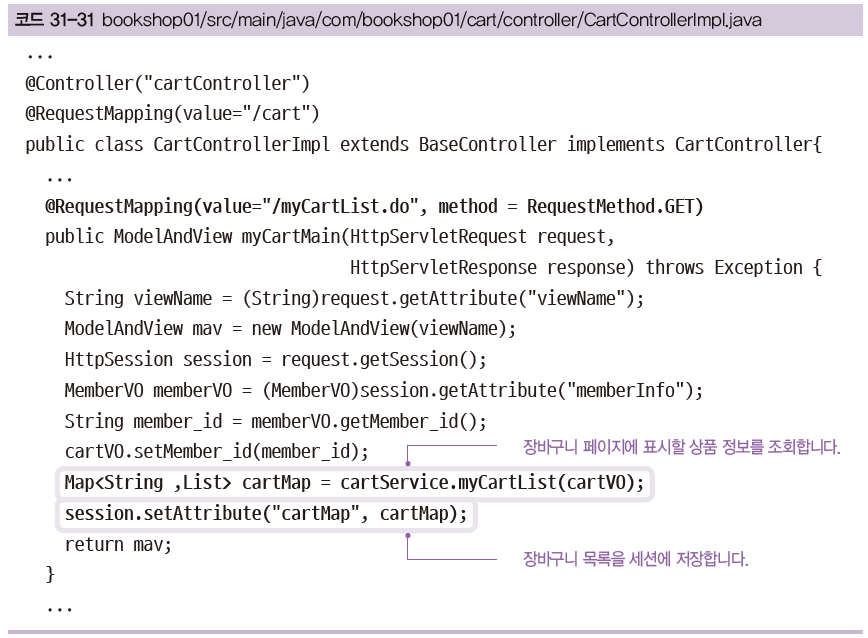 코드 31-31 bookshop01/src/main/java/com/bookshop01/cart/controller/CartControllerImpl.java
...
@Controller("cartController")
@RequestMapping(value="/cart")
public class CartControllerImpl extends BaseController implements CartController{
...
@RequestMapping(value="/myCartList.do", method = RequestMethod.GET)
public ModelAndView myCartMain(HttpServletRequest request,
HttpServletResponse response) throws Exception {
String viewName = (String)request.getAttribute("viewName");
ModelAndView mav = new ModelAndView(viewName);
HttpSession session = request.getSession();
MemberVO memberVO = (MemberVO)session.getAttribute("memberInfo");
String member_id = memberVO.getMember_id();
cartVO.setMember_id(member_id);
장바구니 페이지에 표시할 상품 정보를 조회합니다.
Map<String ,List> cartMap = cartService.myCartList(cartVO);
session.setAttribute("cartMap", cartMap);
return mav;
장바구니 목록을 세션에 저장합니다.
}
...